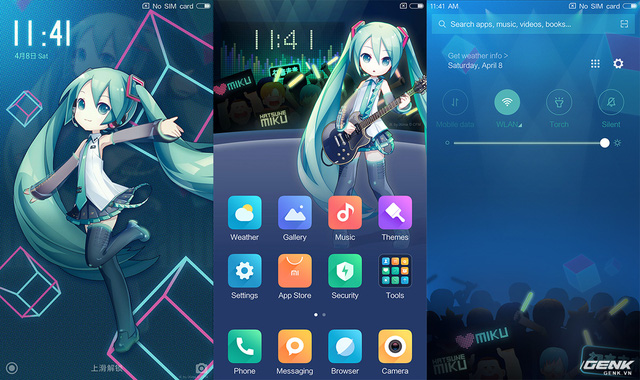 No SIM card
11:41
4月8日 Sat
上滑解锁
No SIM card
11:41
MIKU
HATSUNE
MIKU
Weather
Gallery
Music
Themes
Settings
mi
App Store
Security
Tools
Phone
Messaging
Browser
Camera
11:41 AM
No SIM card
Search apps, music, videos, books...
Get weather info >
Saturday, April 8
Mobile data
WLAN
Torch
Silent
MIKU
HATSUNE
MIKU
GENK
GENK.VN